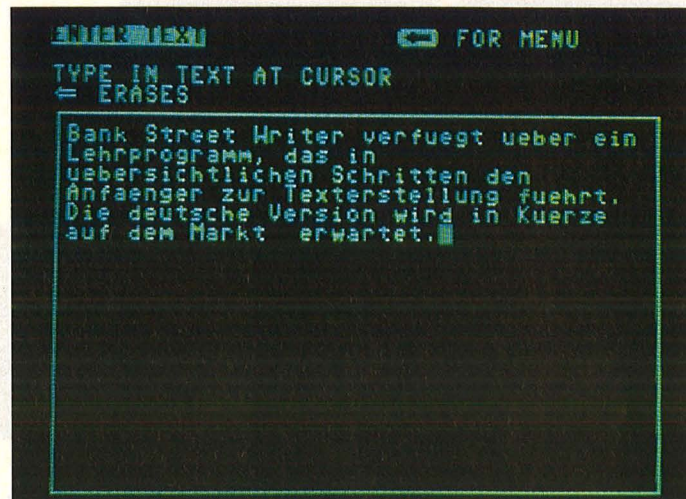 ENTER TEXT FOR MENU
TYPE IN TEXT AT CURSOR
⇐ ERASES
Bank Street Writer verfuegt ueber ein
Lehrprogramm, das in
uebersichtlichen Schritten den
Anfaenger zur Texterstellung fuehrt.
Die deutsche Version wird in Kuerze
auf dem Markt erwartet.